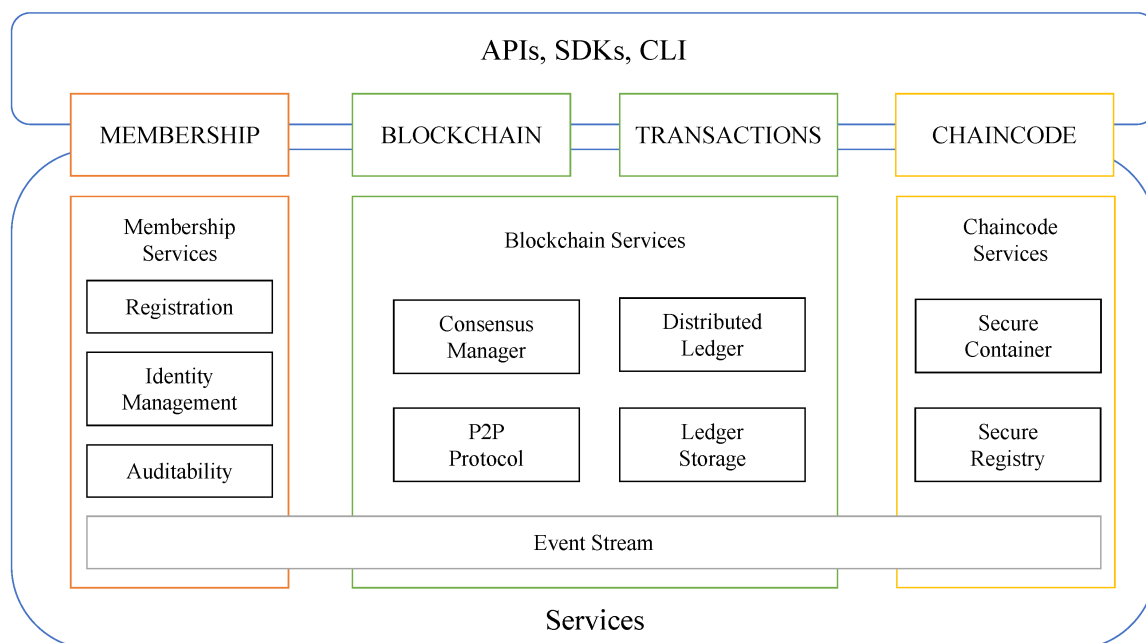 APIs, SDKs, CLI
MEMBERSHIP
BLOCKCHAIN
TRANSACTIONS
CHAINCODE
Membership
Services
Registration
Identity
Management
Auditability
Blockchain Services
Consensus
Manager
Distributed
Ledger
P2P
Protocol
Ledger
Storage
Chaincode
Services
Secure
Container
Secure
Registry
Event Stream
Services